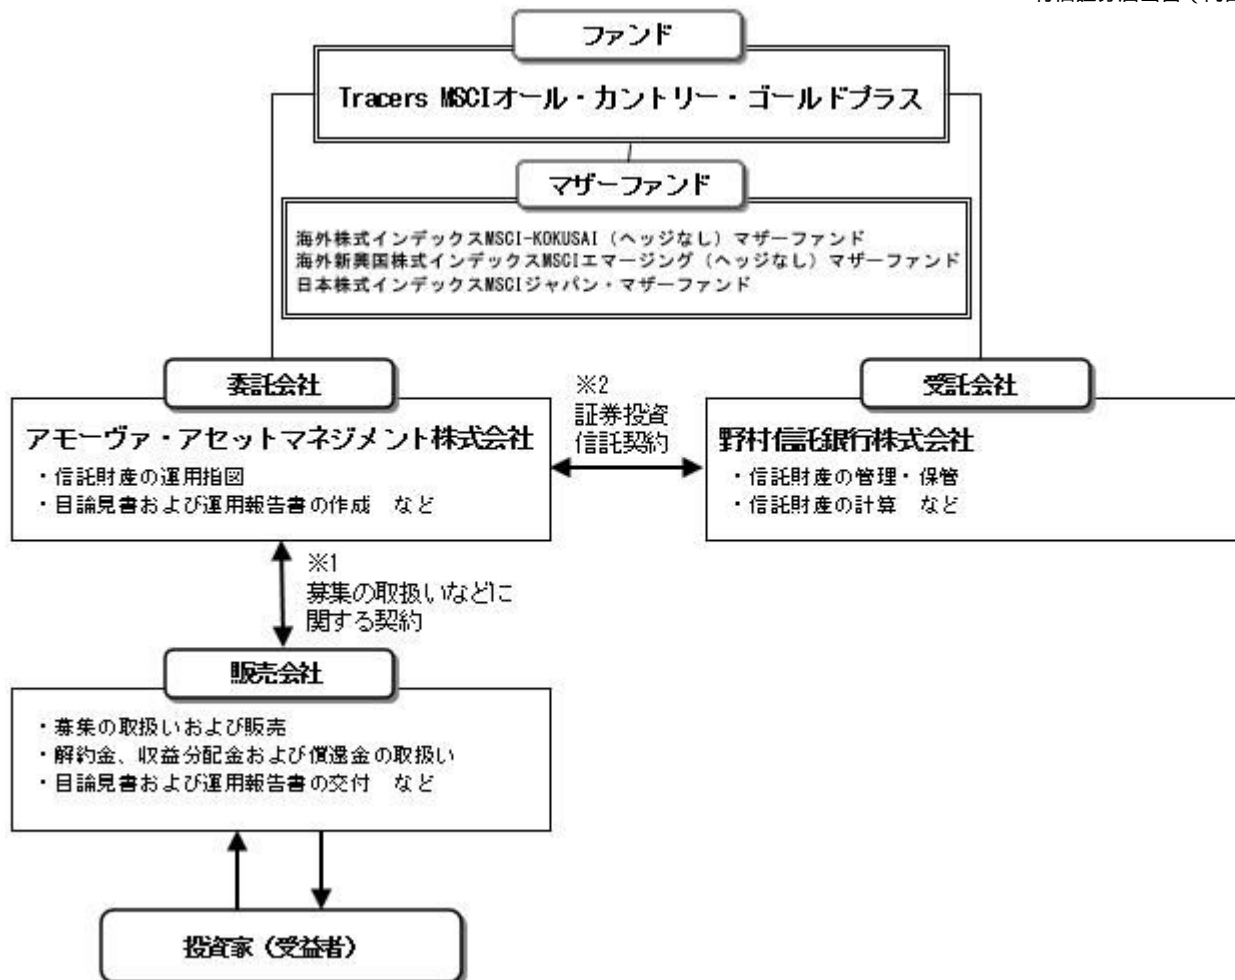 ファンド
Tracers MSCIオール・カントリー・ゴールドプラス
マザーファンド
海外株式インデックスMSCI-KOKUSAI（ヘッジなし）マザーファンド
海外新興国株式インデックスMSCIエマージング（ヘッジなし）マザーファンド
日本株式インデックスMSCIジャパン・マザーファンド
委託会社
アモーヴァ・アセットマネジメント株式会社
・信託財産の運用指図
・目論見書および運用報告書の作成　など
※2
証券投資
信託契約
受託会社
野村信託銀行株式会社
・信託財産の管理・保管
・信託財産の計算　など
※1
募集の取扱いなどに
関する契約
販売会社
・募集の取扱いおよび販売
・解約金、収益分配金および償還金の取扱い
・目論見書および運用報告書の交付　など
投資家（受益者）